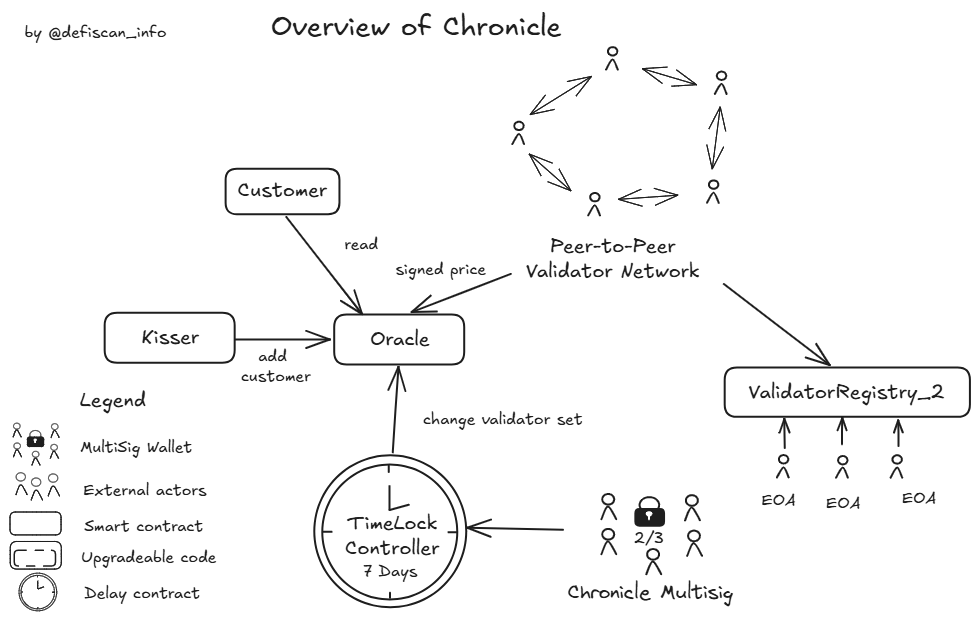 by @defiscan_info
Overview of Chronicle
Customer
read
signed price
Peer-to-Peer
Validator Network
Kisser
add
customer
Oracle
ValidatorRegistry_2
change validator set
EOA
EOA
EOA
TimeLock
Controller
7 Days
2/3
Chronicle Multisig
Legend
MultiSig Wallet
External actors
Smart contract
Upgradeable code
Delay contract